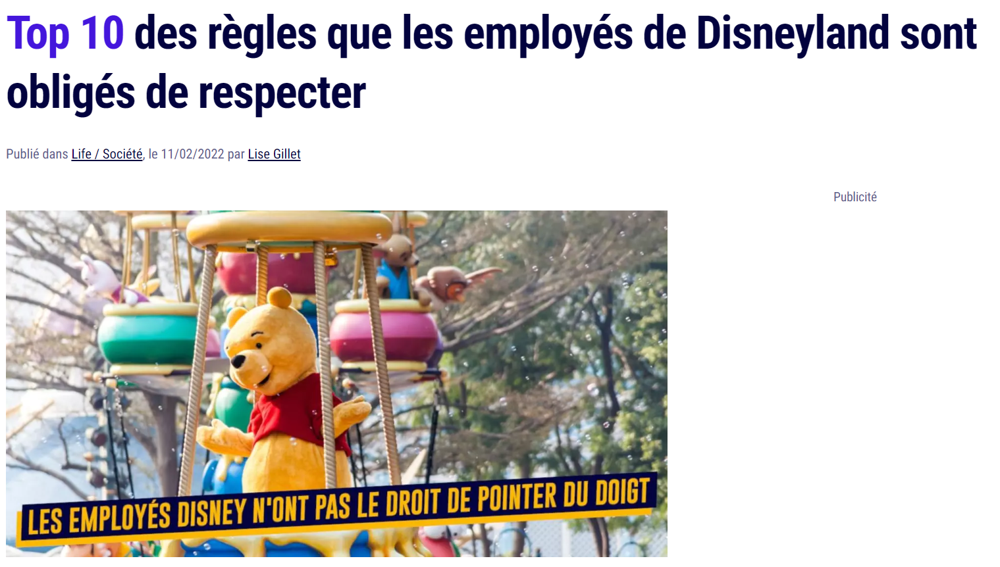 Top 10 des règles que les employés de Disneyland sont
obligés de respecter
Publié dans Life / Société, le 11/02/2022 par Lise Gillet
Publicité
LES EMPLOYÉS DISNEY N'ONT PAS LE DROIT DE POINTER DU DOIGT